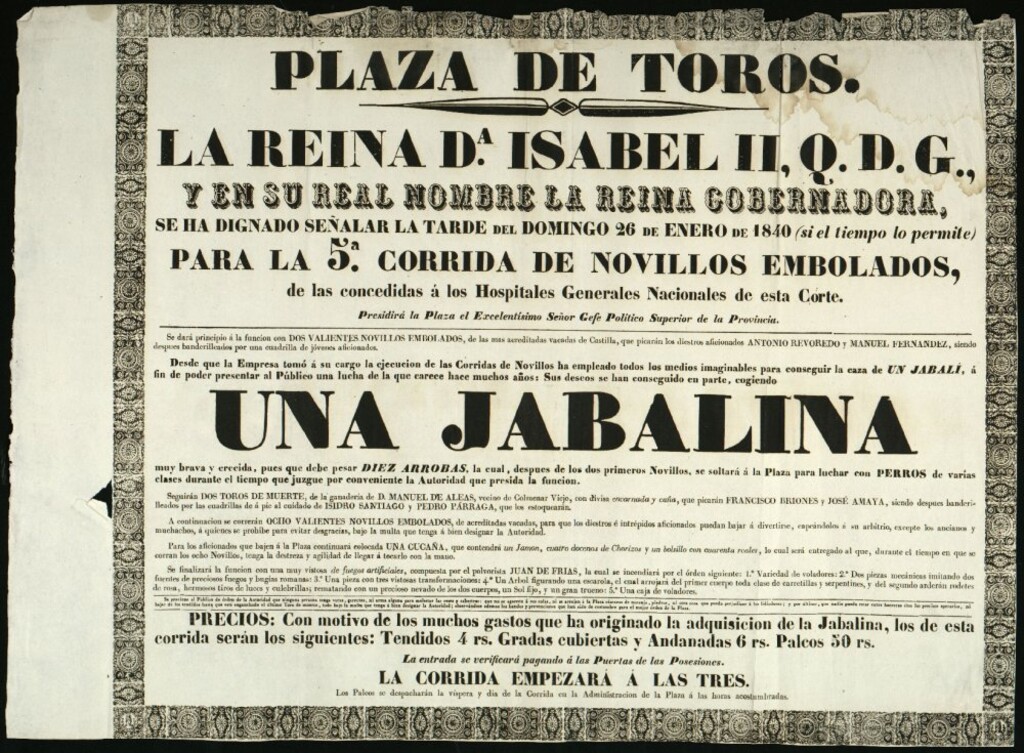 PLAZA DE TOROS.
LA REINA D.ª ISABEL II, Q. D. G.,
Y EN SU REAL NOMBRE LA REINA GOBERNADORA,
SE HA DIGNADO SEÑALAR LA TARDE DEL DOMINGO 26 DE ENERO DE 1840 (si el tiempo lo permite)
PARA LA 5.ª CORRIDA DE NOVILLOS EMBOLADOS,
de las concedidas á los Hospitales Generales Nacionales de esta Corte.
Presidirá la Plaza el Excelentísimo Señor Gefe Político Superior de la Provincia.
Se dará principio á la funcion con DOS VALIENTES NOVILLOS EMBOLADOS, de las mas acreditadas vacadas de Castilla, que picarán los diestros aficionados ANTONIO REVOREDO y MANUEL FERNANDEZ, siendo
despues banderilleados por una cuadrilla de jóvenes aficionados.
Desde que la Empresa tomó á su cargo la ejecucion de las Corridas de Novillos ha empleado todos los medios imaginables para conseguir la caza de UN JABALÍ, á
fin de poder presentar al Público una lucha de la que carece hace muchos años: Sus deseos se han conseguido en parte, cogiendo
UNA JABALINA
muy brava y crecida, pues que debe pesar DIEZ ARROBAS, la cual, despues de los dos primeros Novillos, se soltará á la Plaza para luchar con PERROS de varias
clases durante el tiempo que juzgue por conveniente la Autoridad que presida la funcion.
Seguirán DOS TOROS DE MUERTE, de la ganadería de D. MANUEL DE ALEAS, vecino de Colmenar Viejo, con divisa encarnada y caña, que picarán FRANCISCO BRIONES y JOSÉ AMAYA, siendo despues banderi-
lleados por las cuadrillas de á pie al cuidado de ISIDRO SANTIAGO y PEDRO PÁRRAGA, que los estoquearán.
A continuacion se correrán OCHO VALIENTES NOVILLOS EMBOLADOS, de acreditadas vacadas, para que los diestros é intrépidos aficionados puedan bajar á divertirse, capeándolos á su arbitrio, excepto los ancianos y
muchachos, á quienes se prohibe para evitar desgracias, bajo la multa que tenga á bien designar la Autoridad.
Para los aficionados que bajen á la Plaza continuará colocada UNA CUCAÑA, que contendrá un Jamon, cuatro docenas de Chorizos y un bolsillo con cuarenta reales, lo cual será entregado al que, durante el tiempo en que se
corran los ocho Novillos, tenga la destreza y agilidad de llegar á tocarlo con la mano.
Se finalizará la funcion con una muy vistosa de fuegos artificiales, compuesta por el polvorista JUAN DE FRIAS, la cual se incendiará por el órden siguiente: 1.º Variedad de voladores: 2.º Dos piezas mecánicas imitando dos
fuentes de preciosos fuegos y bugías romanas: 3.º Una pieza con tres vistosas transformaciones: 4.º Un Arbol figurando una escarola, el cual arrojará del primer cuerpo toda clase de carretillas y serpentines, y del segundo arderán rodetes
de rosa, hermosos tiros de luces y culebrillas; rematando con un precioso nevado de los dos cuerpos, un Sol fijo, y un gran trueno: 5.º Una caja de voladores.
PRECIOS: Con motivo de los muchos gastos que ha originado la adquisicion de la Jabalina, los de esta
corrida serán los siguientes: Tendidos 4 rs. Gradas cubiertas y Andanadas 6 rs. Palcos 50 rs.
La entrada se verificará pagando á las Puertas de las Posesiones.
LA CORRIDA EMPEZARÁ Á LAS TRES.
Los Palcos se despacharán la víspera y dia de la Corrida en la Administracion de la Plaza á las horas acostumbradas.